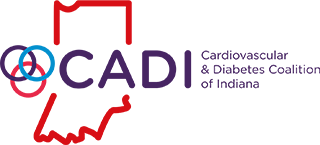 CADI
Cardiovascular
& Diabetes Coalition
of Indiana